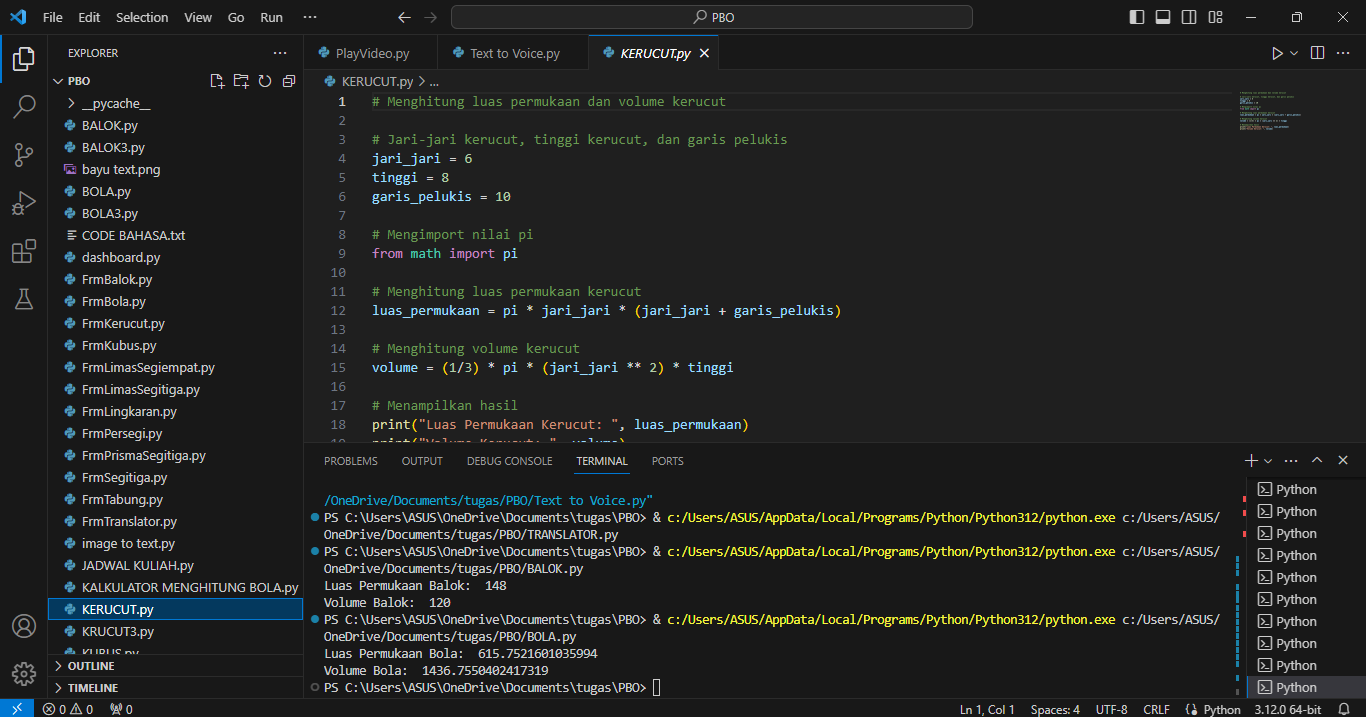 File Edit Selection View Go Run ··· PBO
EXPLORER ···
PBO
__pycache__
BALOK.py
BALOK3.py
bayu text.png
BOLA.py
BOLA3.py
CODE BAHASA.txt
dashboard.py
FrmBalok.py
FrmBola.py
FrmKerucut.py
FrmKubus.py
FrmLimasSegiempat.py
FrmLimasSegitiga.py
FrmLingkaran.py
FrmPersegi.py
FrmPrismaSegitiga.py
FrmSegitiga.py
FrmTabung.py
FrmTranslator.py
image to text.py
JADWAL KULIAH.py
KALKULATOR MENGHITUNG BOLA.py
KERUCUT.py
KRUCUT3.py
KUBUS.py
OUTLINE
TIMELINE
PlayVideo.py Text to Voice.py KERUCUT.py
KERUCUT.py > ...
1 # Menghitung luas permukaan dan volume kerucut
2
3 # Jari-jari kerucut, tinggi kerucut, dan garis pelukis
4 jari_jari = 6
5 tinggi = 8
6 garis_pelukis = 10
7
8 # Mengimport nilai pi
9 from math import pi
10
11 # Menghitung luas permukaan kerucut
12 luas_permukaan = pi * jari_jari * (jari_jari + garis_pelukis)
13
14 # Menghitung volume kerucut
15 volume = (1/3) * pi * (jari_jari ** 2) * tinggi
16
17 # Menampilkan hasil
18 print("Luas Permukaan Kerucut: ", luas_permukaan)
19 print("Volume Kerucut: ", volume)
PROBLEMS OUTPUT DEBUG CONSOLE TERMINAL PORTS
/OneDrive/Documents/tugas/PBO/Text to Voice.py"
PS C:\Users\ASUS\OneDrive\Documents\tugas\PBO> & c:/Users/ASUS/AppData/Local/Programs/Python/Python312/python.exe c:/Users/ASUS/
OneDrive/Documents/tugas/PBO/TRANSLATOR.py
PS C:\Users\ASUS\OneDrive\Documents\tugas\PBO> & c:/Users/ASUS/AppData/Local/Programs/Python/Python312/python.exe c:/Users/ASUS/
OneDrive/Documents/tugas/PBO/BALOK.py
Luas Permukaan Balok:  148
Volume Balok:  120
PS C:\Users\ASUS\OneDrive\Documents\tugas\PBO> & c:/Users/ASUS/AppData/Local/Programs/Python/Python312/python.exe c:/Users/ASUS/
OneDrive/Documents/tugas/PBO/BOLA.py
Luas Permukaan Bola:  615.7521601035994
Volume Bola:  1436.7550402417319
PS C:\Users\ASUS\OneDrive\Documents\tugas\PBO>
Python
Python
Python
Python
Python
Python
Python
Python
Python
Python
0 0 0 Ln 1, Col 1 Spaces: 4 UTF-8 CRLF Python 3.12.0 64-bit